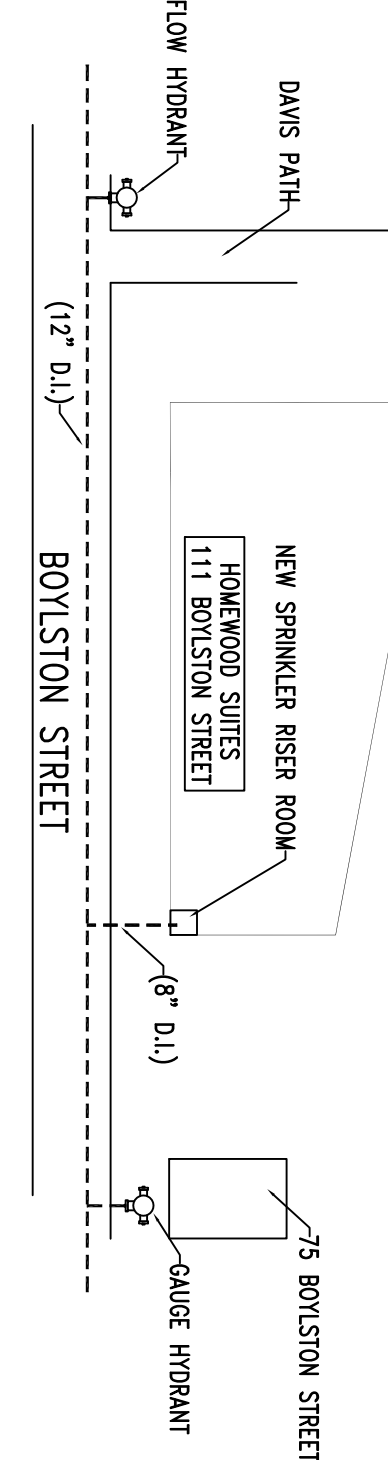 FLOW HYDRANT
DAVIS PATH
(12" D.I.)
BOYLSTON STREET
HOMEWOOD SUITES
111 BOYLSTON STREET
NEW SPRINKLER RISER ROOM
(8" D.I.)
75 BOYLSTON STREET
GAUGE HYDRANT